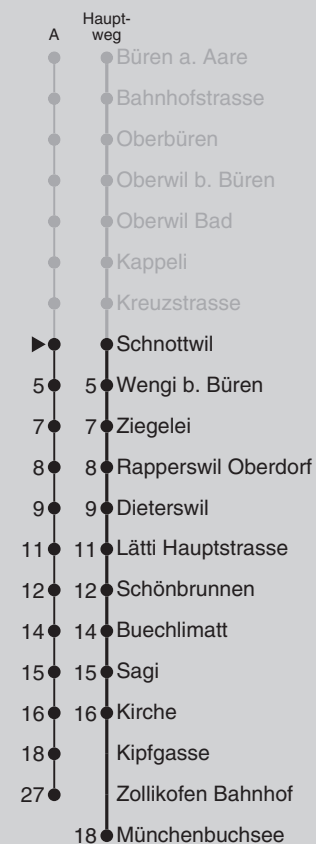 A
Haupt-
weg
Büren a. Aare
Bahnhofstrasse
Oberbüren
Oberwil b. Büren
Oberwil Bad
Kappeli
Kreuzstrasse
Schnottwil
5 5 Wengi b. Büren
7 7 Ziegelei
8 8 Rapperswil Oberdorf
9 9 Dieterswil
11 11 Lätti Hauptstrasse
12 12 Schönbrunnen
14 14 Buechlimatt
15 15 Sagi
16 16 Kirche
18 Kipfgasse
27 Zollikofen Bahnhof
18 Münchenbuchsee